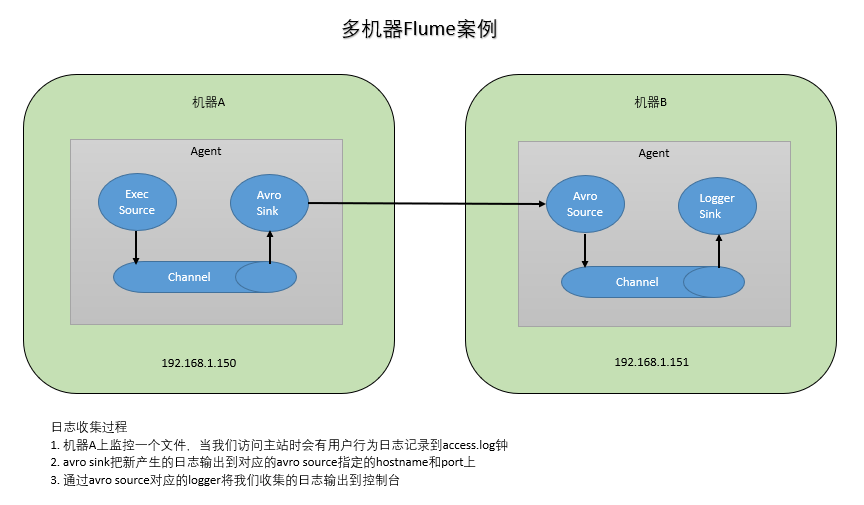 多机器Flume案例
机器A
Agent
Exec
Source
Avro
Sink
Channel
192.168.1.150
机器B
Agent
Avro
Source
Logger
Sink
Channel
192.168.1.151
日志收集过程
1. 机器A上监控一个文件，当我们访问主站时会有用户行为日志记录到access.log钟
2. avro sink把新产生的日志输出到对应的avro source指定的hostname和port上
3. 通过avro source对应的logger将我们收集的日志输出到控制台